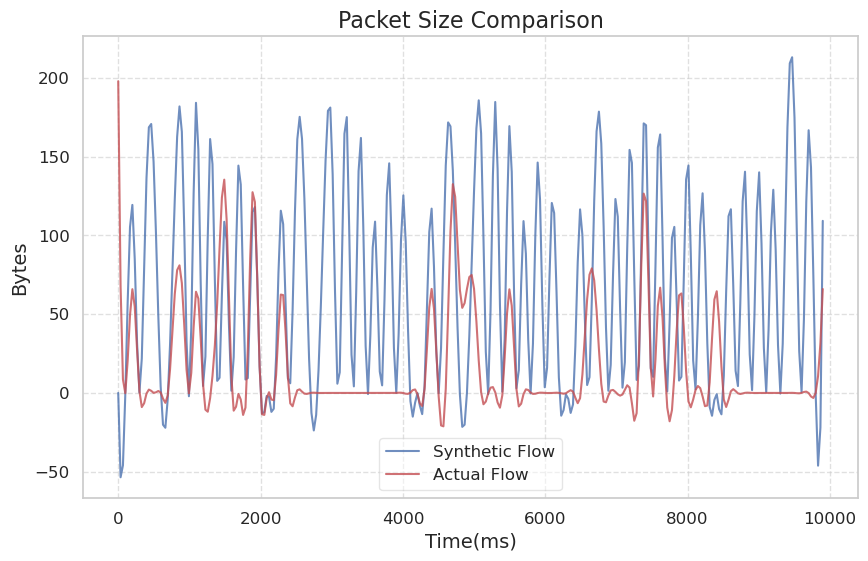 Packet Size Comparison
Bytes
200
150
100
50
0
−50
Synthetic Flow
Actual Flow
0 2000 4000 6000 8000 10000
Time(ms)